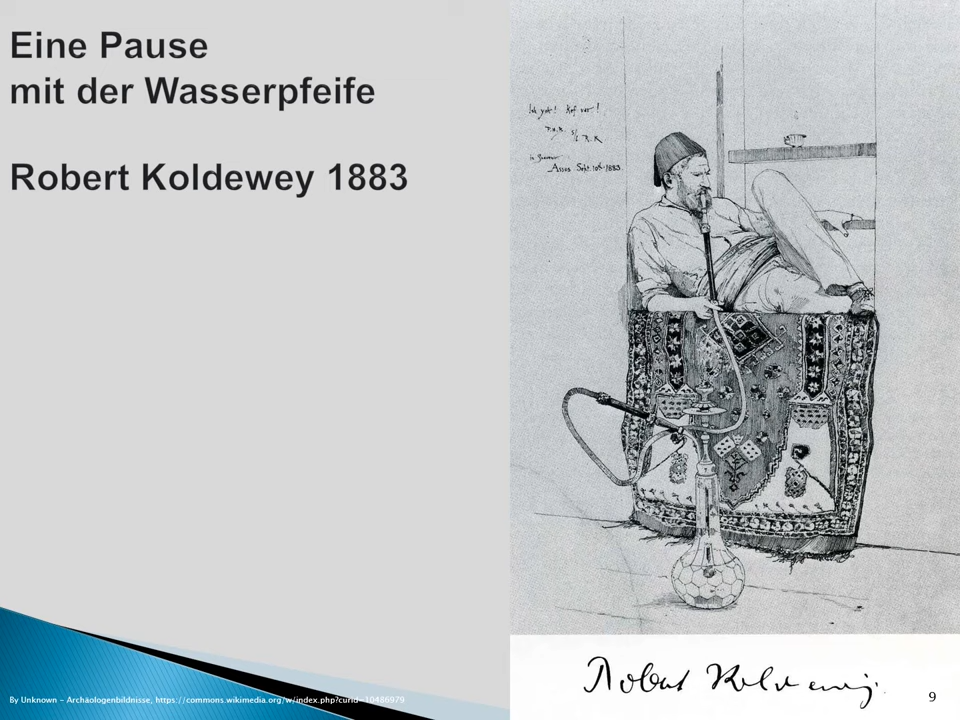 Eine Pause
mit der Wasserpfeife
Robert Koldewey 1883
Assos Sept. 10th 1883
Robert Koldewey
By Unknown - Archäologenbildnisse, https://commons.wikimedia.org/w/index.php?curid=10486979
9